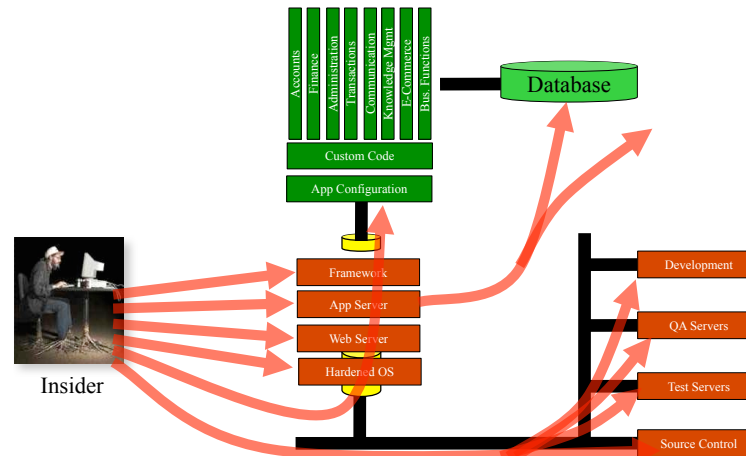 Accounts
Finance
Administration
Transactions
Communication
Knowledge Mgmt
E-Commerce
Bus. Functions
Database
Custom Code
App Configuration
Framework
App Server
Web Server
Hardened OS
Insider
Development
QA Servers
Test Servers
Source Control